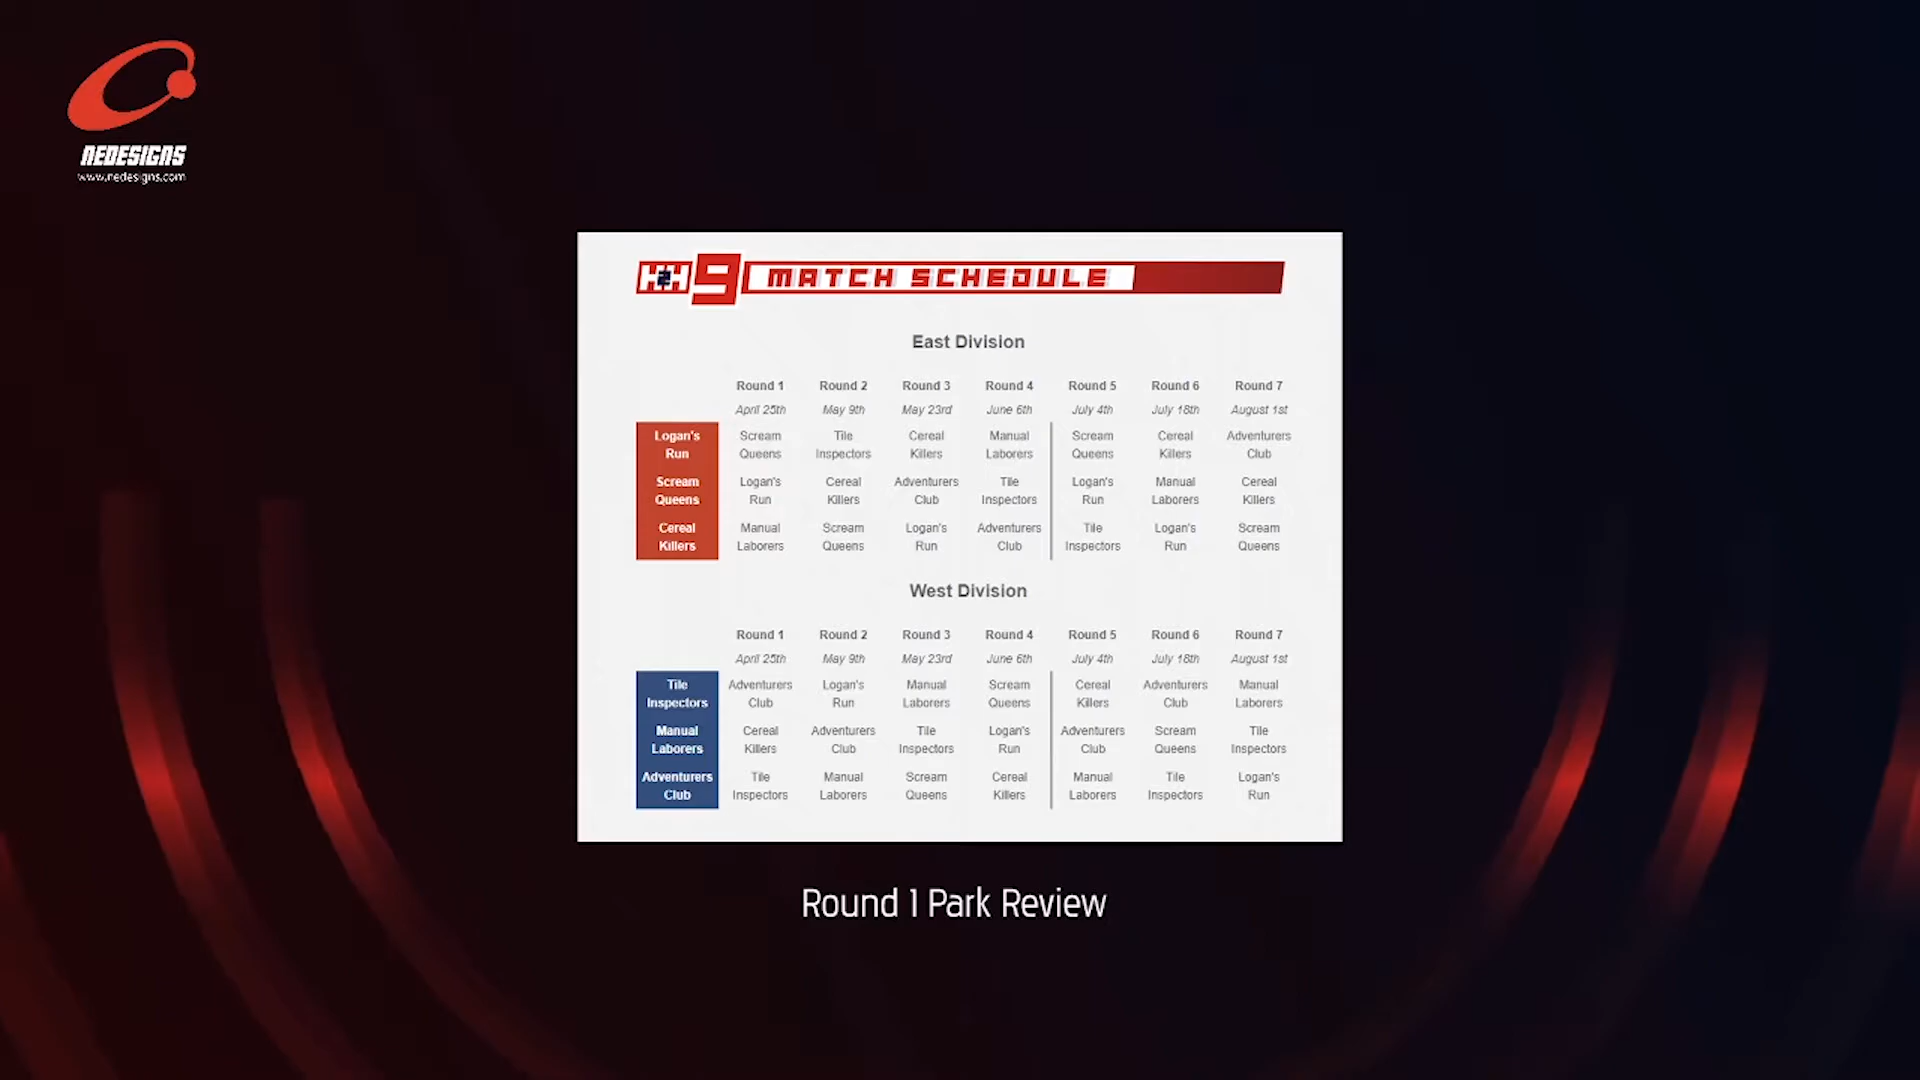 NEDESIGNS
www.nedesigns.com
H2H 9 MATCH SCHEDULE
East Division
Round 1 Round 2 Round 3 Round 4 Round 5 Round 6 Round 7
April 25th May 9th May 23rd June 6th July 4th July 18th August 1st
Logan's Scream Tile Cereal Manual Scream Cereal Adventurers
Run Queens Inspectors Killers Laborers Queens Killers Club
Scream Logan's Cereal Adventurers Tile Logan's Manual Cereal
Queens Run Killers Club Inspectors Run Laborers Killers
Cereal Manual Scream Logan's Adventurers Tile Logan's Scream
Killers Laborers Queens Run Club Inspectors Run Queens
West Division
Round 1 Round 2 Round 3 Round 4 Round 5 Round 6 Round 7
April 25th May 9th May 23rd June 6th July 4th July 18th August 1st
Tile Adventurers Logan's Manual Scream Cereal Adventurers Manual
Inspectors Club Run Laborers Queens Killers Club Laborers
Manual Cereal Adventurers Tile Logan's Adventurers Scream Tile
Laborers Killers Club Inspectors Run Club Queens Inspectors
Adventurers Tile Manual Scream Cereal Manual Tile Logan's
Club Inspectors Laborers Queens Killers Laborers Inspectors Run
Round 1 Park Review